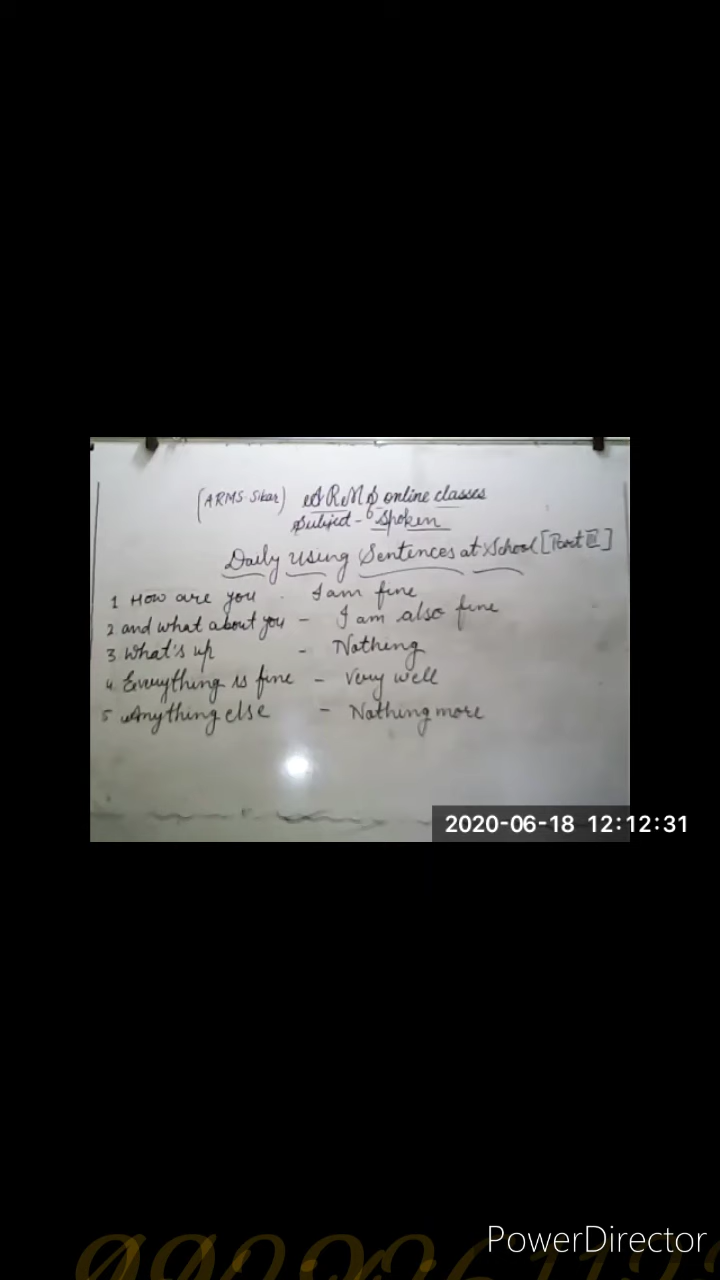 (ARMS Sikar) ARMS online classes
Subject - Spoken
Daily Using Sentences at School [Part III]
1 How are you - I am fine
2 and what about you - I am also fine
3 What's up - Nothing
4 Everything is fine - Very well
5 Anything else - Nothing more
2020-06-18 12:12:31
PowerDirector